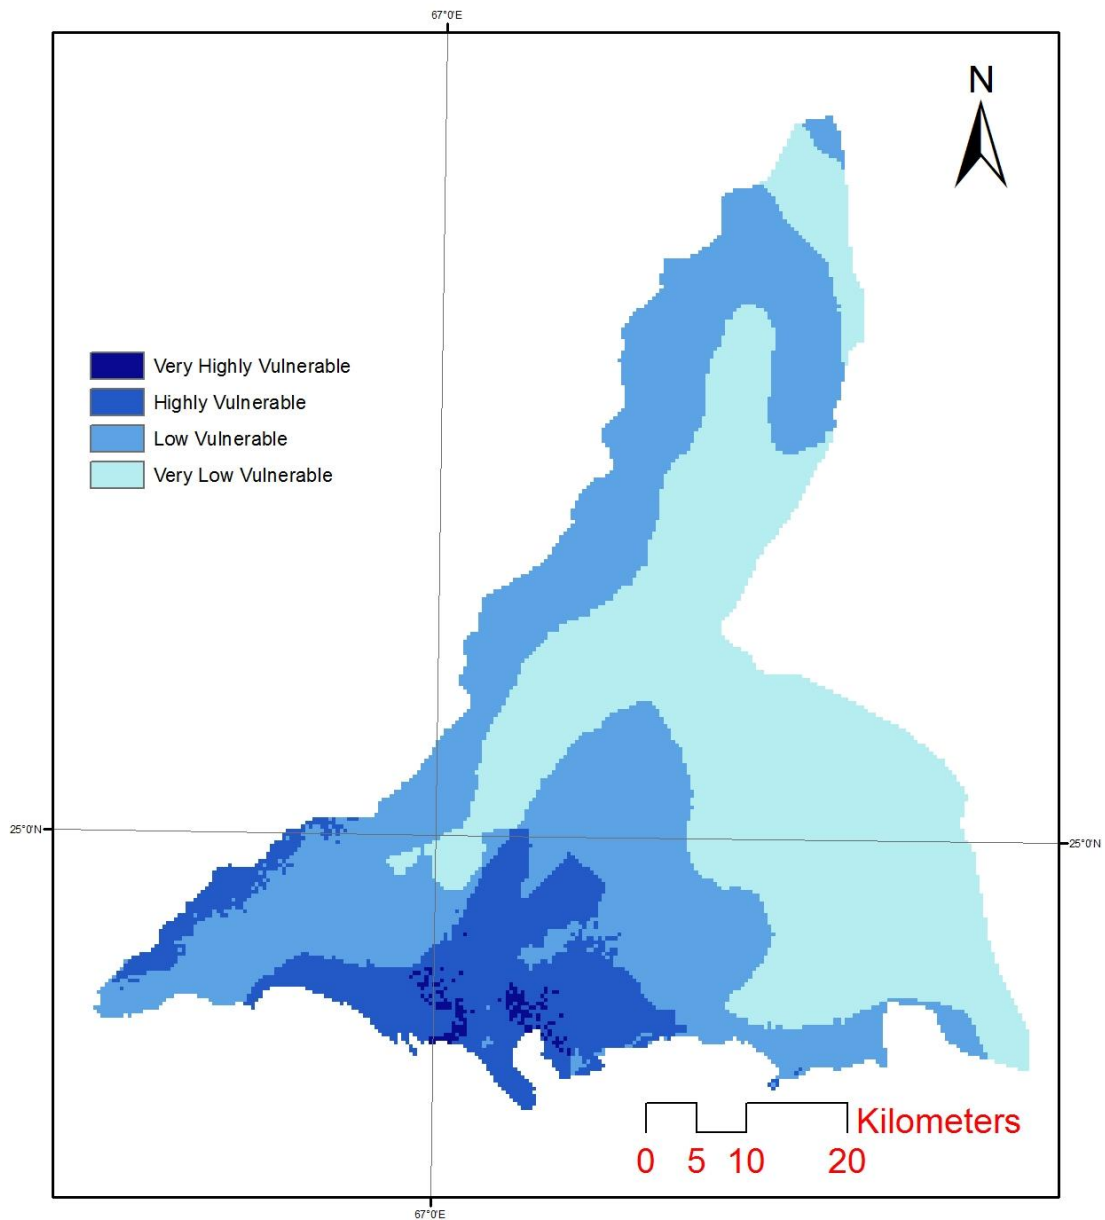 67°0'E
N
Very Highly Vulnerable
Highly Vulnerable
Low Vulnerable
Very Low Vulnerable
25°0'N
25°0'N
Kilometers
0 5 10 20
67°0'E